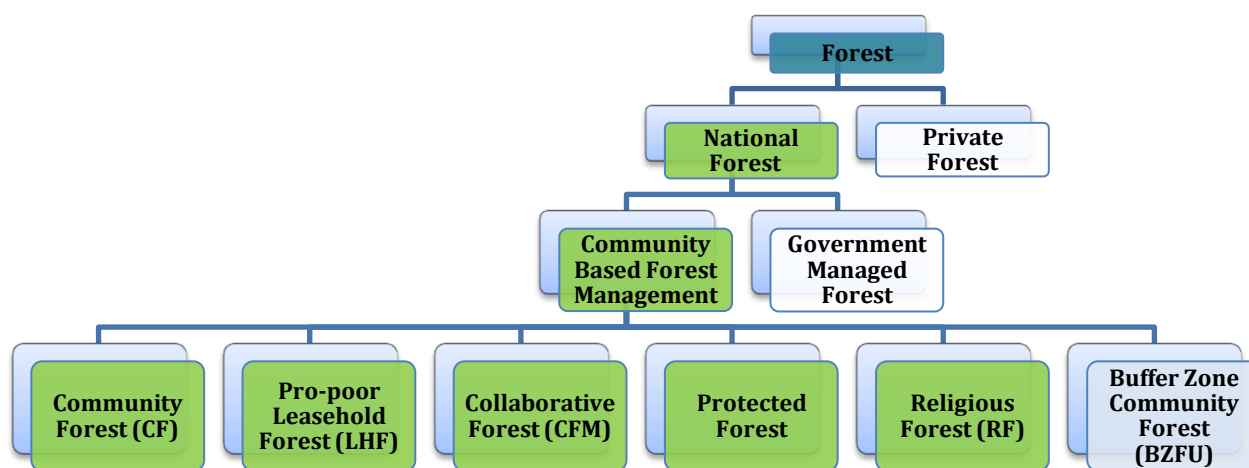 Forest
National
Forest
Private
Forest
Community
Based Forest
Management
Government
Managed
Forest
Community
Forest (CF)
Pro-poor
Leasehold
Forest (LHF)
Collaborative
Forest (CFM)
Protected
Forest
Religious
Forest (RF)
Buffer Zone
Community
Forest
(BZFU)